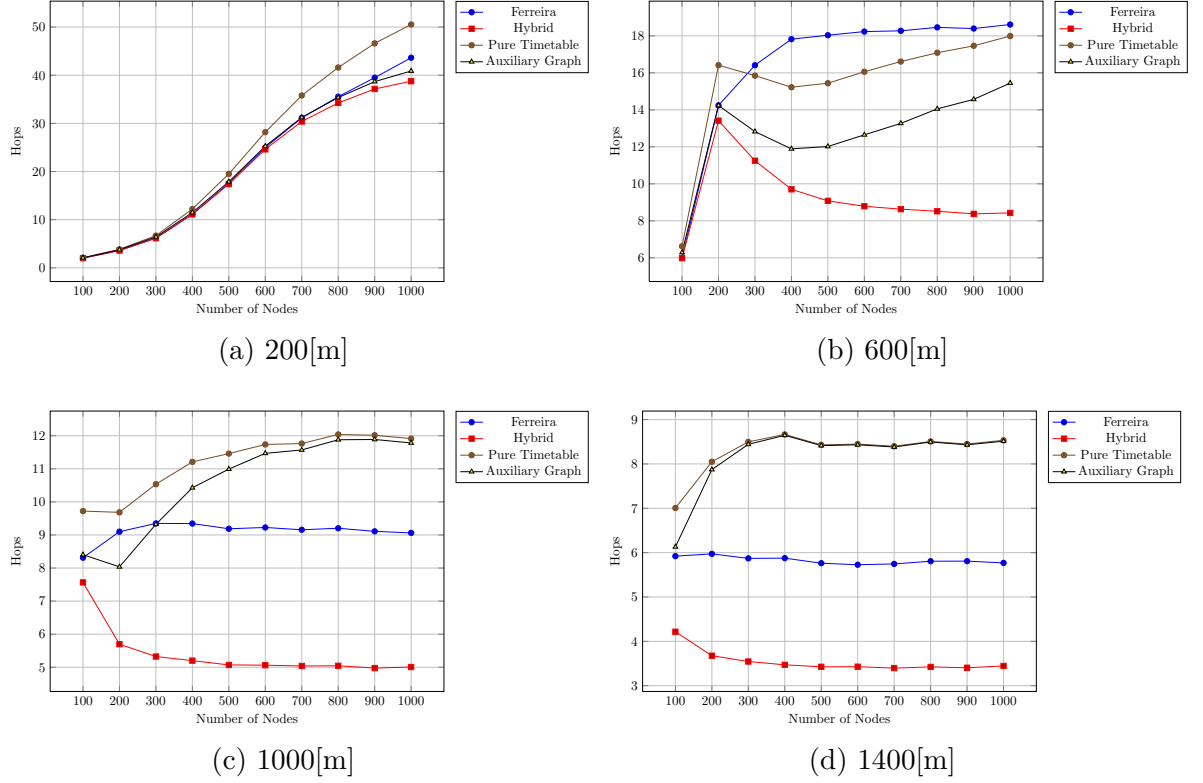 Ferreira
Hybrid
Pure Timetable
Auxiliary Graph
50
40
30
20
10
0
Hops
100 200 300 400 500 600 700 800 900 1000
Number of Nodes
(a) 200[m]
Ferreira
Hybrid
Pure Timetable
Auxiliary Graph
18
16
14
12
10
8
6
Hops
100 200 300 400 500 600 700 800 900 1000
Number of Nodes
(b) 600[m]
Ferreira
Hybrid
Pure Timetable
Auxiliary Graph
12
11
10
9
8
7
6
5
Hops
100 200 300 400 500 600 700 800 900 1000
Number of Nodes
(c) 1000[m]
Ferreira
Hybrid
Pure Timetable
Auxiliary Graph
9
8
7
6
5
4
3
Hops
100 200 300 400 500 600 700 800 900 1000
Number of Nodes
(d) 1400[m]